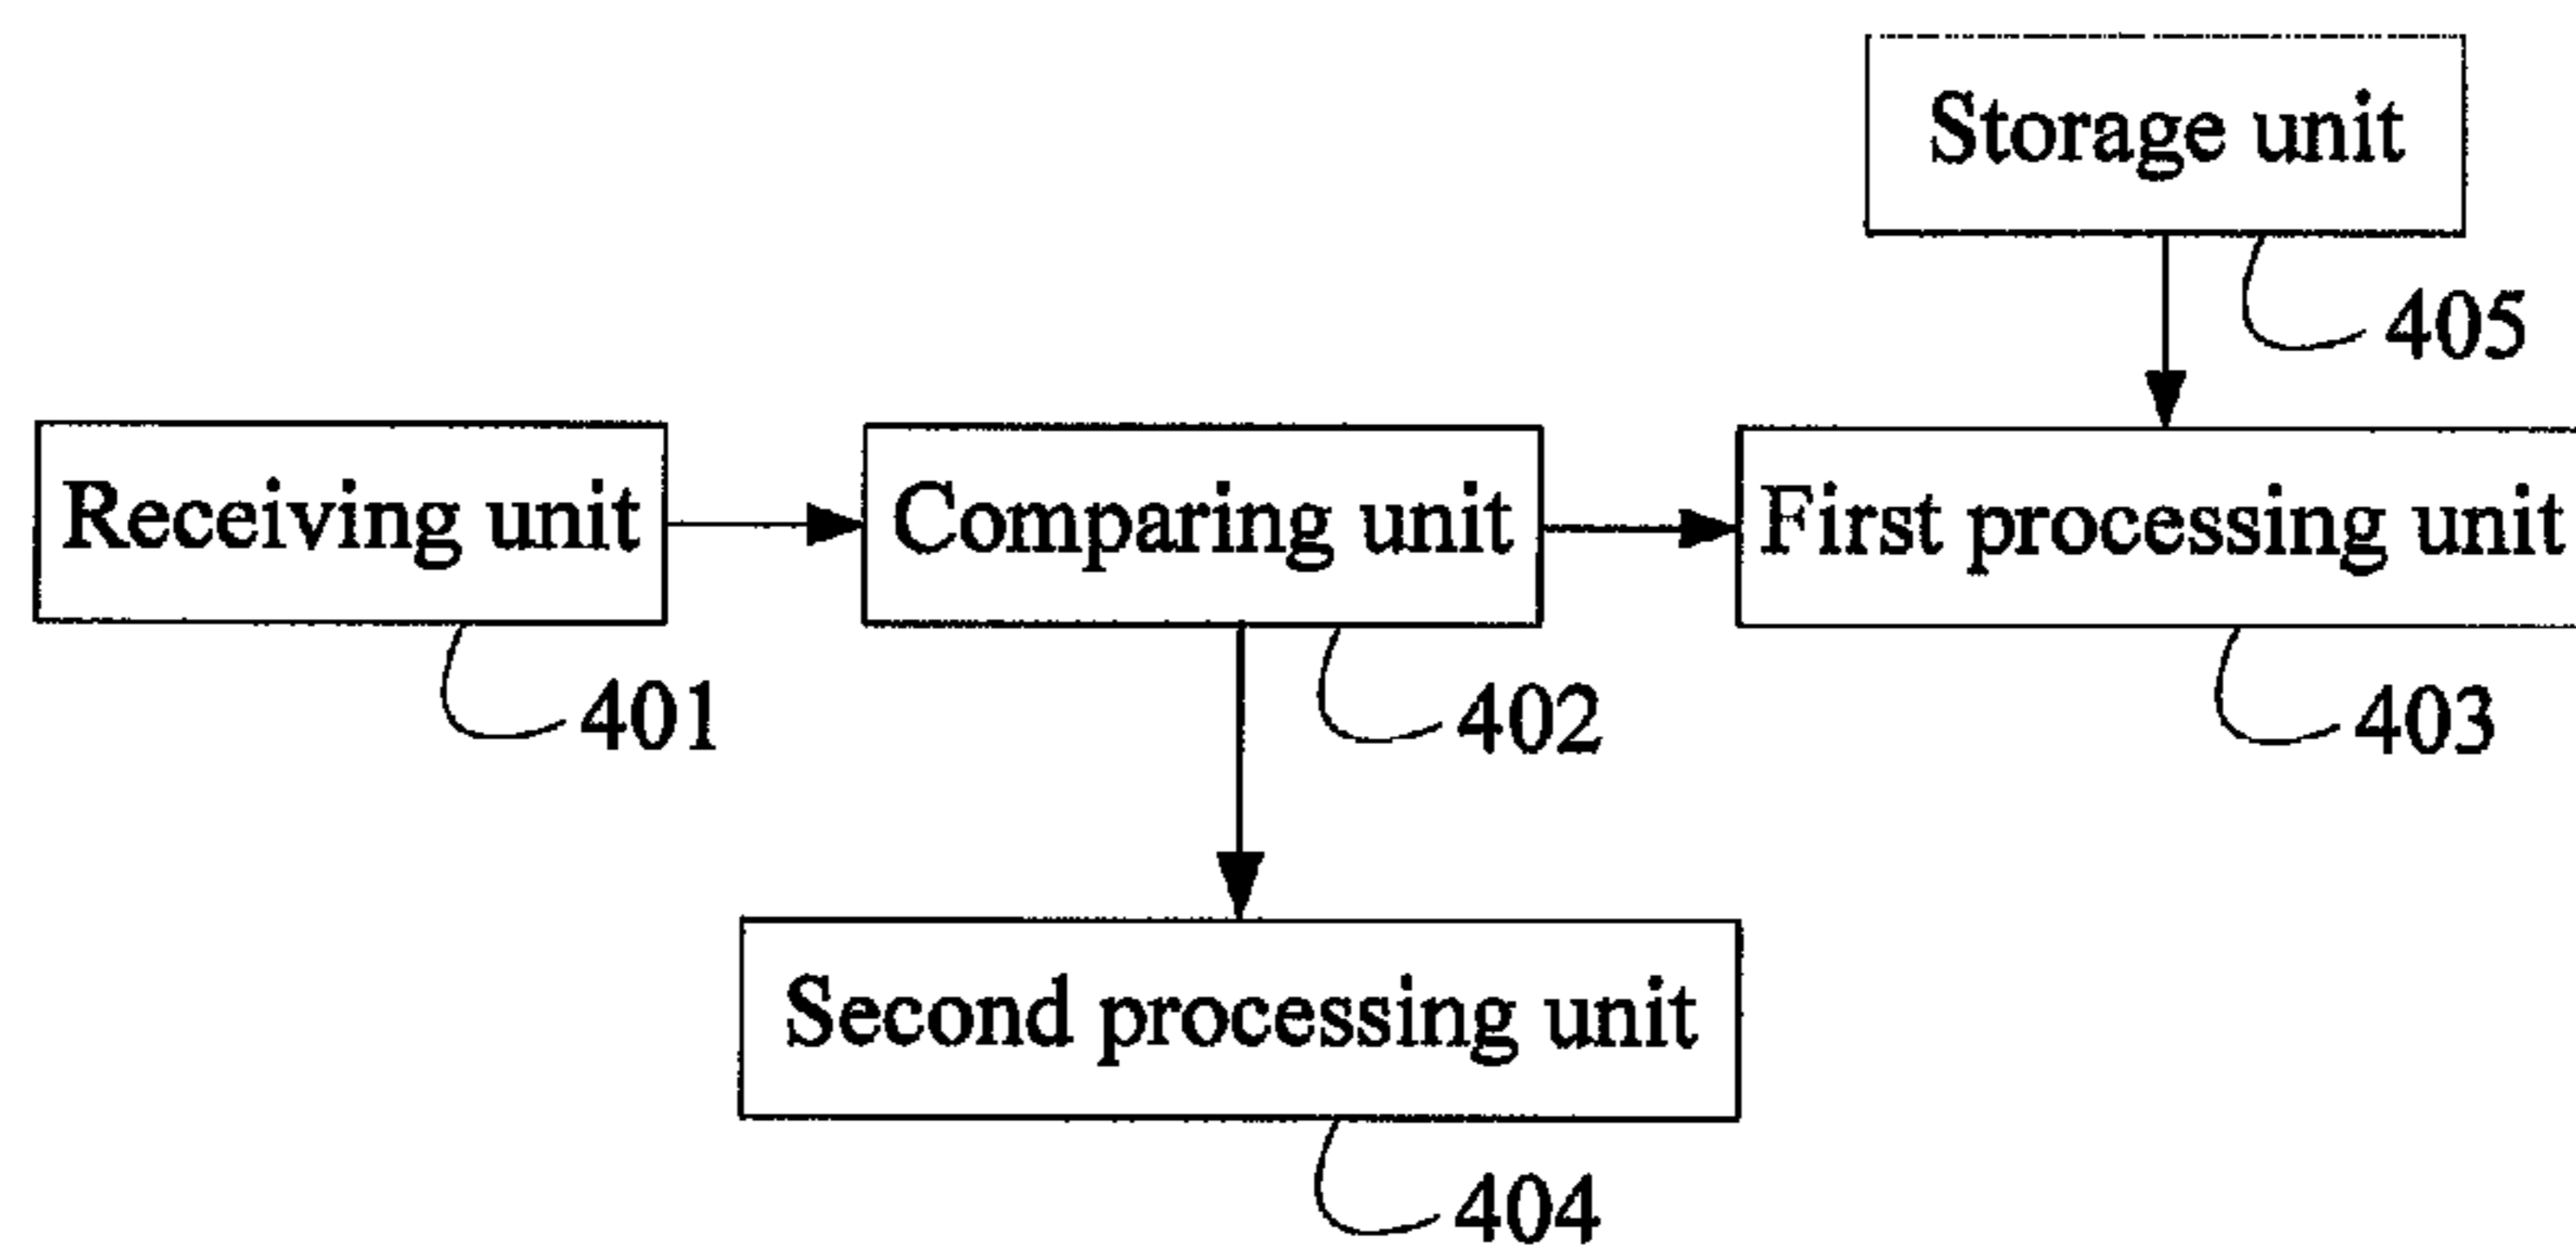 Storage unit
405
Receiving unit
Comparing unit
First processing unit
401
402
403
Second processing unit
404